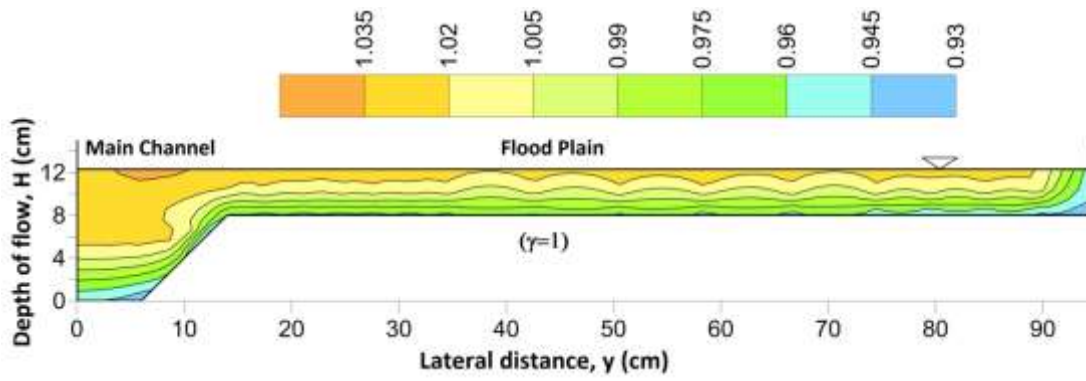 1.035 1.02 1.005 0.99 0.975 0.96 0.945 0.93
Main Channel Flood Plain
Depth of flow, H (cm)
12
8
4
0
(γ=1)
0 10 20 30 40 50 60 70 80 90
Lateral distance, y (cm)